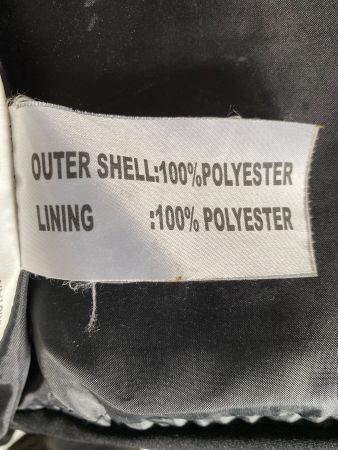 OUTER SHELL:100%POLYESTER
LINING :100% POLYESTER